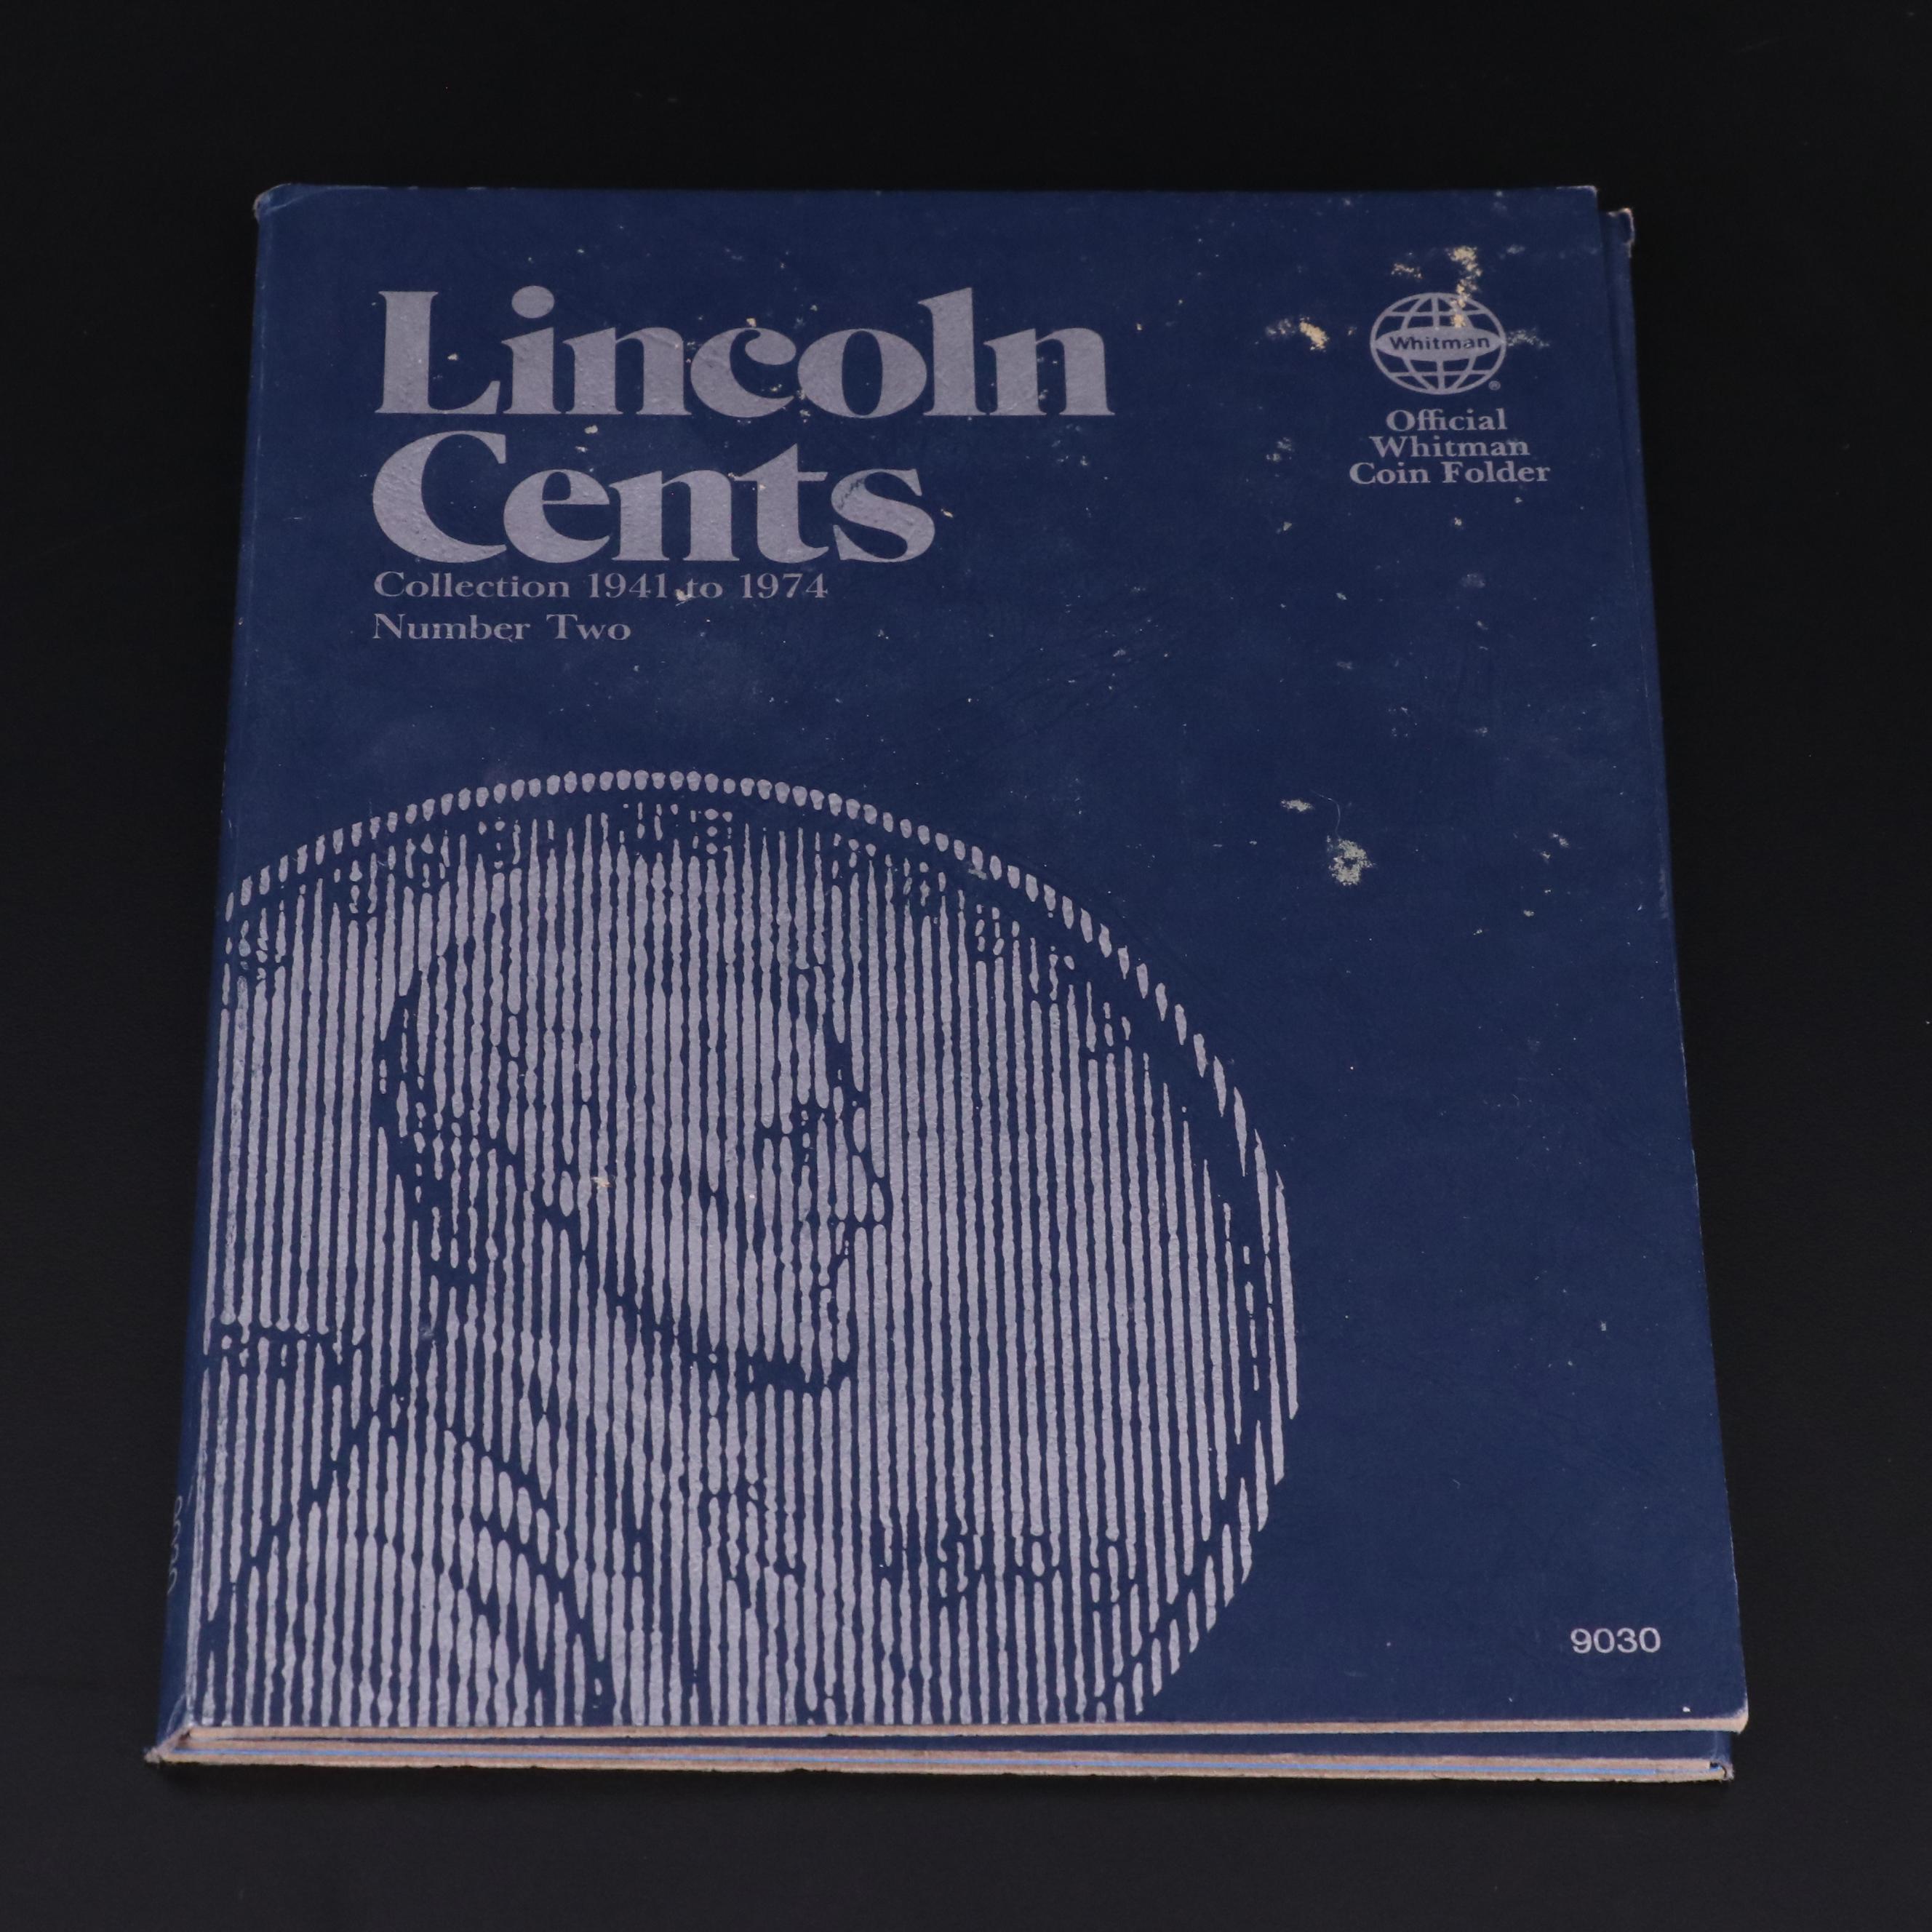 Lincoln
Cents
Collection 1941 to 1974
Number Two
Whitman
®
Official
Whitman
Coin Folder
9030